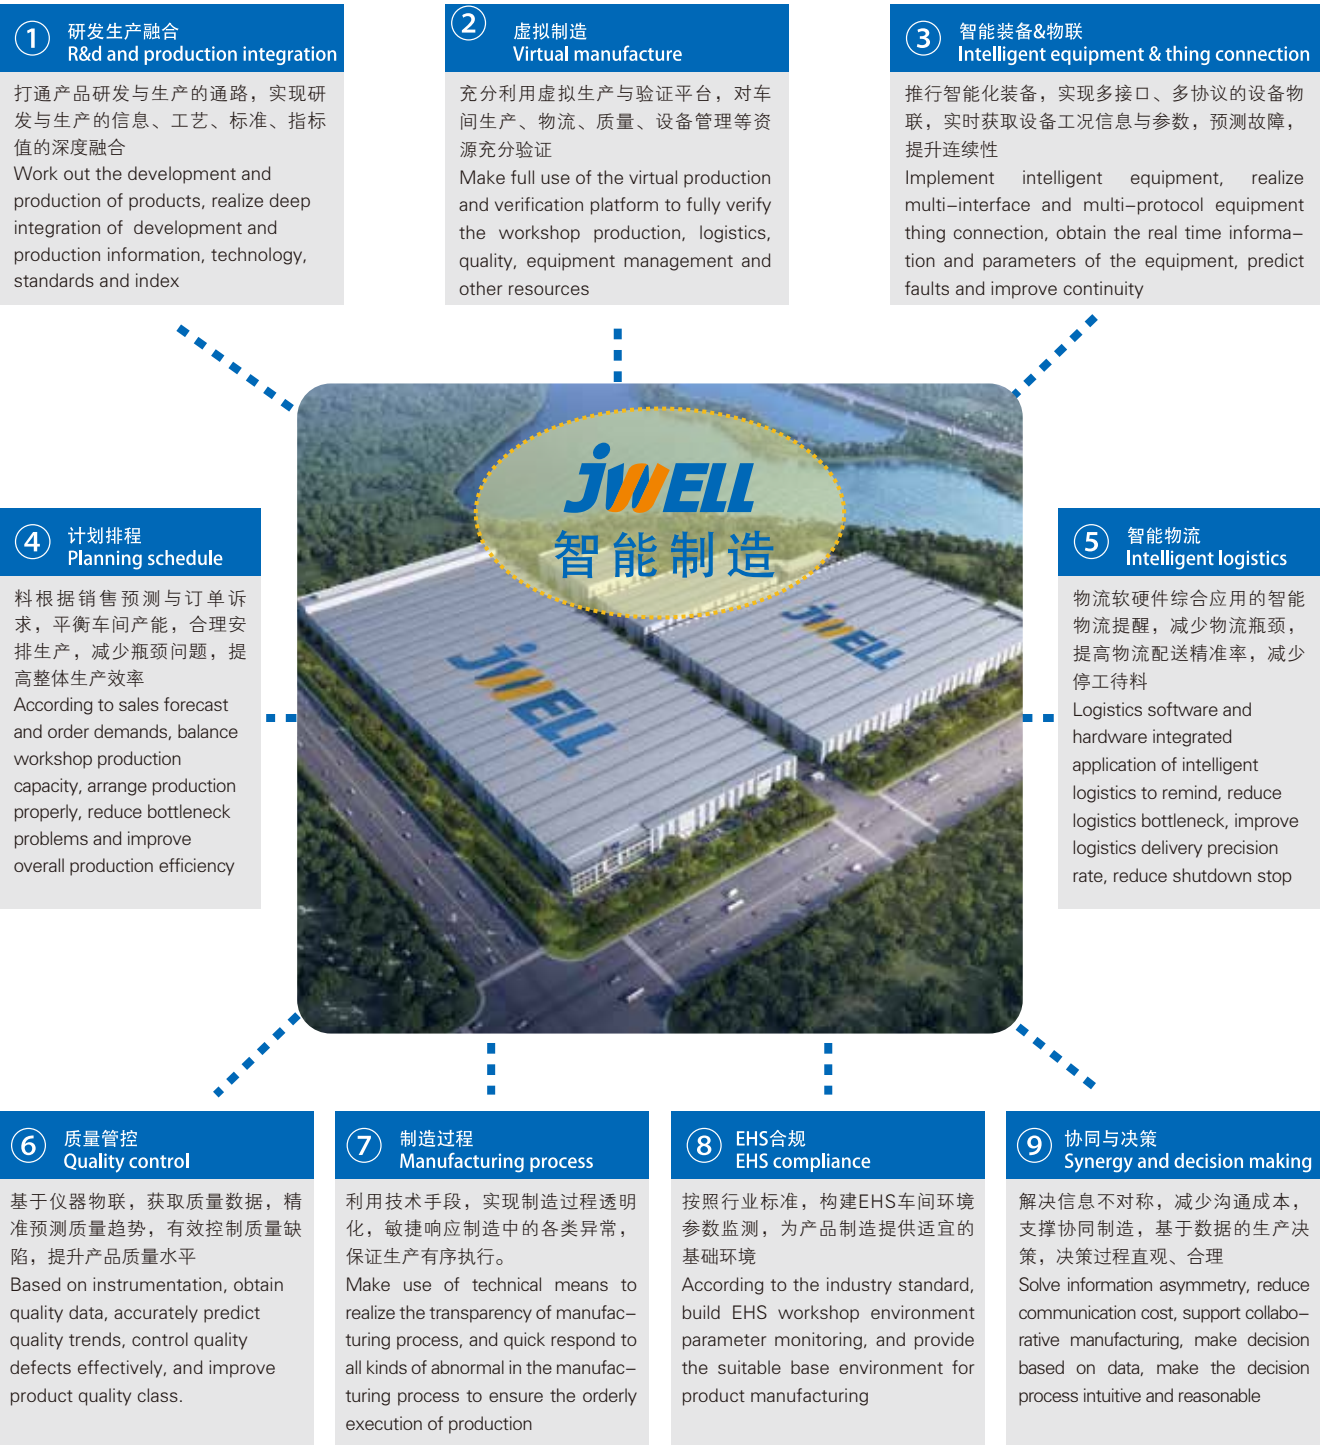 ① 研发生产融合
R&d and production integration
打通产品研发与生产的通路，实现研
发与生产的信息、工艺、标准、指标
值的深度融合
Work out the development and
production of products, realize deep
integration of development and
production information, technology,
standards and index
② 虚拟制造
Virtual manufacture
充分利用虚拟生产与验证平台，对车
间生产、物流、质量、设备管理等资
源充分验证
Make full use of the virtual production
and verification platform to fully verify
the workshop production, logistics,
quality, equipment management and
other resources
③ 智能装备&物联
Intelligent equipment & thing connection
推行智能化装备，实现多接口、多协议的设备物
联，实时获取设备工况信息与参数，预测故障，
提升连续性
Implement intelligent equipment, realize
multi-interface and multi-protocol equipment
thing connection, obtain the real time informa-
tion and parameters of the equipment, predict
faults and improve continuity
JWELL
智能制造
JWELL
JWELL
④ 计划排程
Planning schedule
料根据销售预测与订单诉
求，平衡车间产能，合理安
排生产，减少瓶颈问题，提
高整体生产效率
According to sales forecast
and order demands, balance
workshop production
capacity, arrange production
properly, reduce bottleneck
problems and improve
overall production efficiency
⑤ 智能物流
Intelligent logistics
物流软硬件综合应用的智能
物流提醒，减少物流瓶颈，
提高物流配送精准率，减少
停工待料
Logistics software and
hardware integrated
application of intelligent
logistics to remind, reduce
logistics bottleneck, improve
logistics delivery precision
rate, reduce shutdown stop
⑥ 质量管控
Quality control
基于仪器物联，获取质量数据，精
准预测质量趋势，有效控制质量缺
陷，提升产品质量水平
Based on instrumentation, obtain
quality data, accurately predict
quality trends, control quality
defects effectively, and improve
product quality class.
⑦ 制造过程
Manufacturing process
利用技术手段，实现制造过程透明
化，敏捷响应制造中的各类异常，
保证生产有序执行。
Make use of technical means to
realize the transparency of manufac-
turing process, and quick respond to
all kinds of abnormal in the manufac-
turing process to ensure the orderly
execution of production
⑧ EHS合规
EHS compliance
按照行业标准，构建EHS车间环境
参数监测，为产品制造提供适宜的
基础环境
According to the industry standard,
build EHS workshop environment
parameter monitoring, and provide
the suitable base environment for
product manufacturing
⑨ 协同与决策
Synergy and decision making
解决信息不对称，减少沟通成本，
支撑协同制造，基于数据的生产决
策，决策过程直观、合理
Solve information asymmetry, reduce
communication cost, support collabo-
rative manufacturing, make decision
based on data, make the decision
process intuitive and reasonable